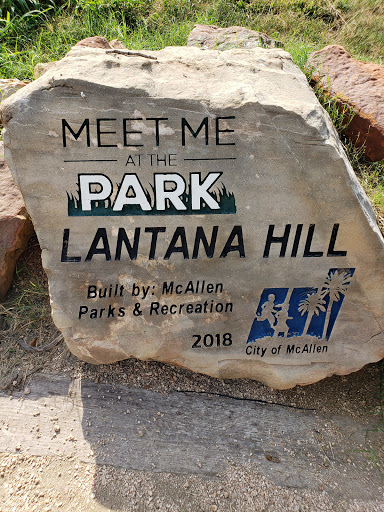 MEET ME
AT THE
PARK
LANTANA HILL
Built by: McAllen
Parks & Recreation
2018
City of McAllen